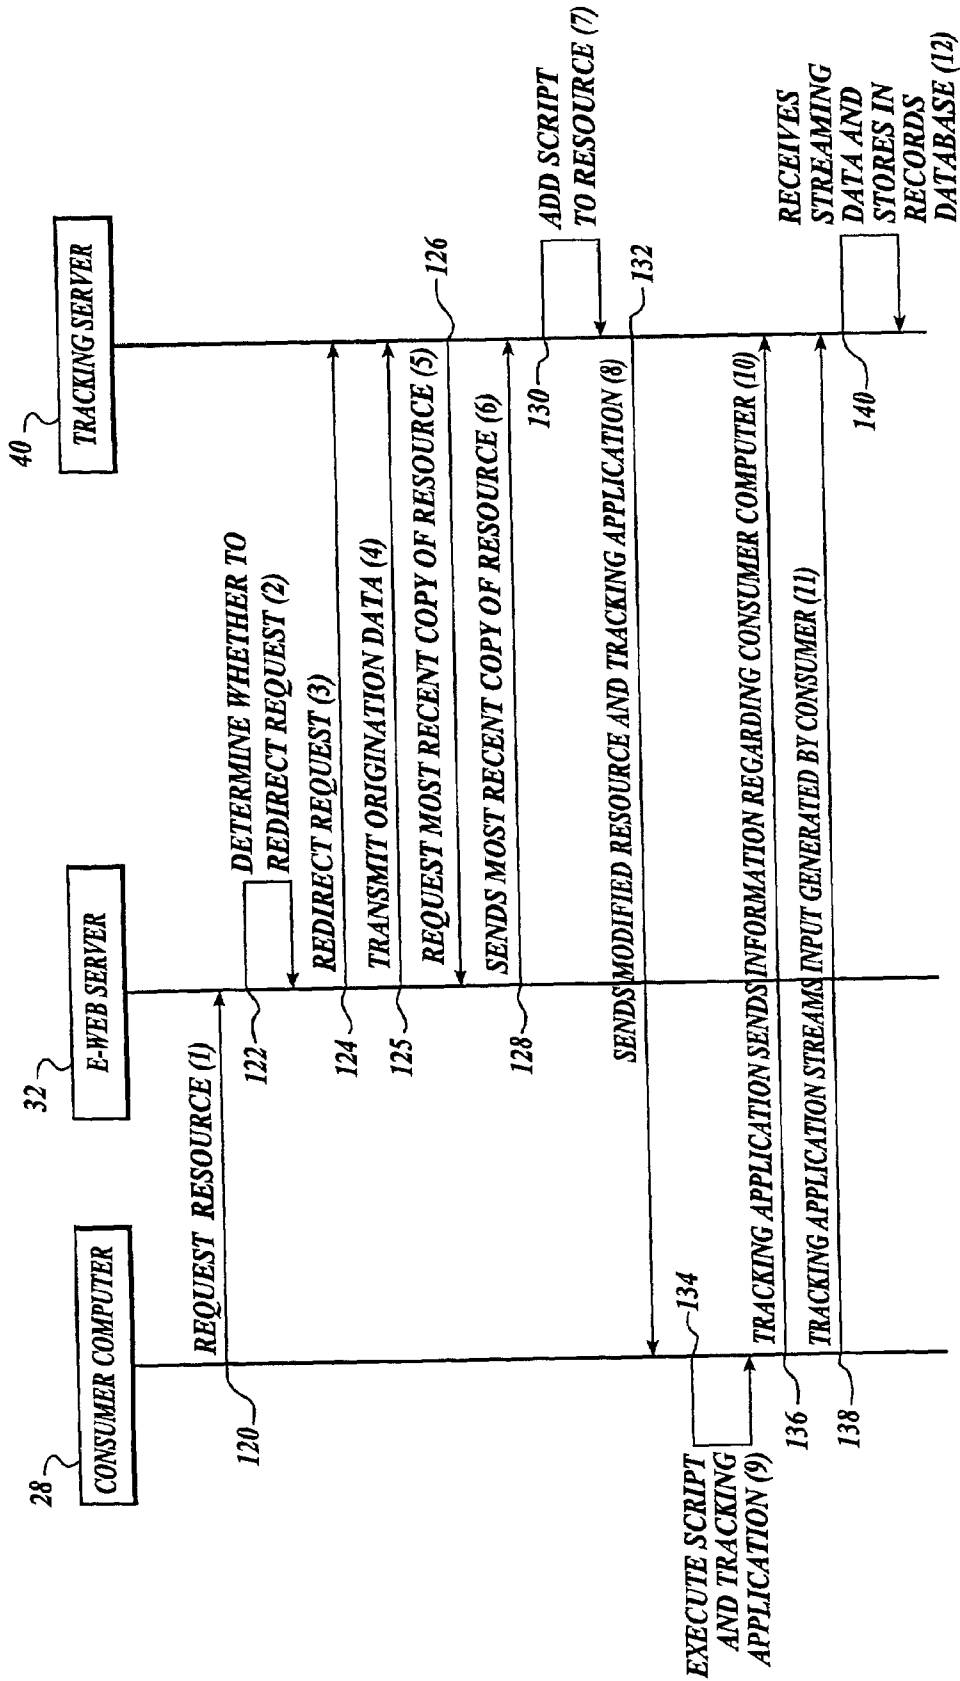 28
CONSUMER COMPUTER
32
E-WEB SERVER
40
TRACKING SERVER
REQUEST RESOURCE (1)
120
DETERMINE WHETHER TO
REDIRECT REQUEST (2)
122
REDIRECT REQUEST (3)
124
TRANSMIT ORIGINATION DATA (4)
125
REQUEST MOST RECENT COPY OF RESOURCE (5)
126
SENDS MOST RECENT COPY OF RESOURCE (6)
128
ADD SCRIPT
TO RESOURCE (7)
130
SENDS MODIFIED RESOURCE AND TRACKING APPLICATION (8)
132
134
EXECUTE SCRIPT
AND TRACKING
APPLICATION (9)
TRACKING APPLICATION SENDS INFORMATION REGARDING CONSUMER COMPUTER (10)
136
TRACKING APPLICATION STREAMS INPUT GENERATED BY CONSUMER (11)
138
RECEIVES
STREAMING
DATA AND
STORES IN
RECORDS
DATABASE (12)
140